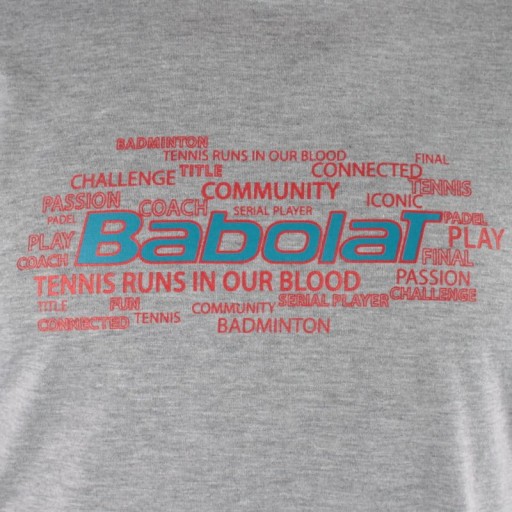 BADMINTON
TENNIS RUNS IN OUR BLOOD FINAL
CHALLENGE TITLE CONNECTED
COMMUNITY TENNIS
PASSION COACH ICONIC
PADEL SERIAL PLAYER PADEL
PLAY BabolaT PLAY
COACH FINAL
TENNIS RUNS IN OUR BLOOD PASSION
TITLE FUN COMMUNITY SERIAL PLAYER CHALLENGE
CONNECTED TENNIS BADMINTON